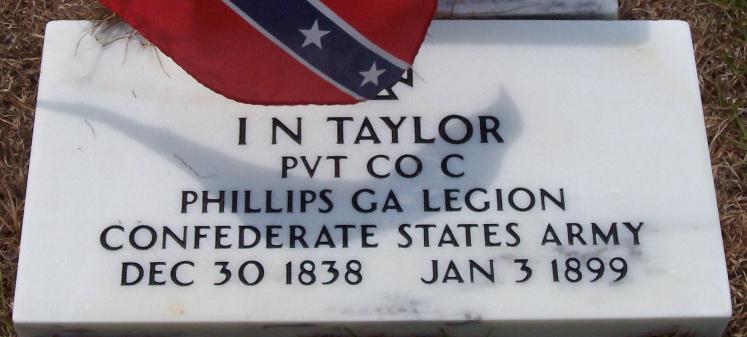 I N TAYLOR
PVT CO C
PHILLIPS GA LEGION
CONFEDERATE STATES ARMY
DEC 30 1838 JAN 3 1899